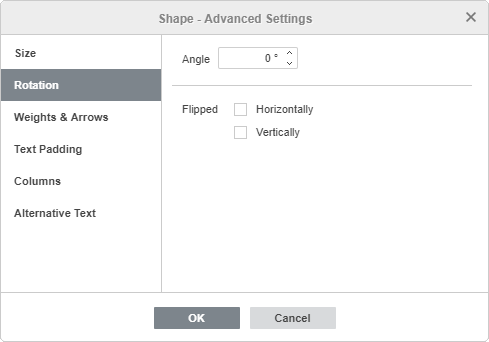 Shape - Advanced Settings
Size
Rotation
Weights & Arrows
Text Padding
Columns
Alternative Text
Angle 0 °
Flipped Horizontally
Vertically
OK Cancel